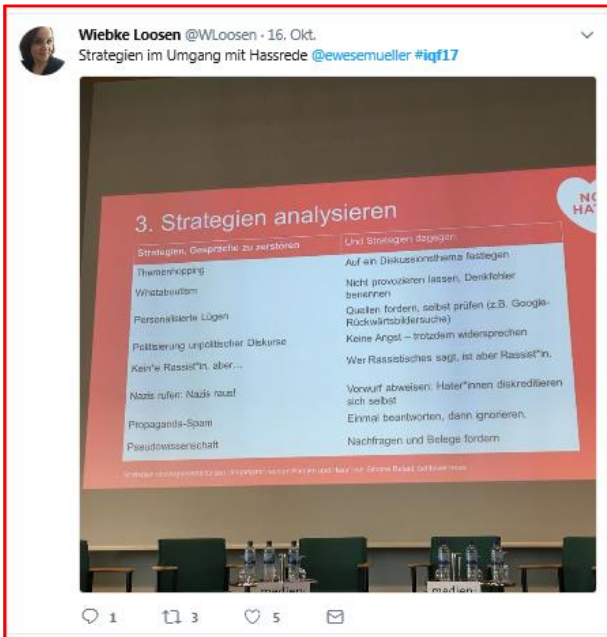 Wiebke Loosen @WLoosen · 16. Okt.
Strategien im Umgang mit Hassrede @ewesemueller #iqf17
NO
HA
3. Strategien analysieren
Strategien, Gespräche zu zerstören
Und Strategien dagegen
Themenhopping
Auf ein Diskussionsthema festlegen
Whataboutism
Nicht provozieren lassen, Denkfehler
benennen
Personalisierte Lügen
Quellen fordern, selbst prüfen (z.B. Google-
Rückwärtsbildersuche)
Politisierung unpolitischer Diskurse
Keine Angst – trotzdem widersprechen
Kein*e Rassist*in, aber…
Wer Rassistisches sagt, ist aber Rassist*in.
Nazis rufen: Nazis raus!
Vorwurf abweisen: Hater*innen diskreditieren
sich selbst
Propaganda-Spam
Einmal beantworten, dann ignorieren.
Pseudowissenschaft
Nachfragen und Belege fordern
medien
medien
1 3 5